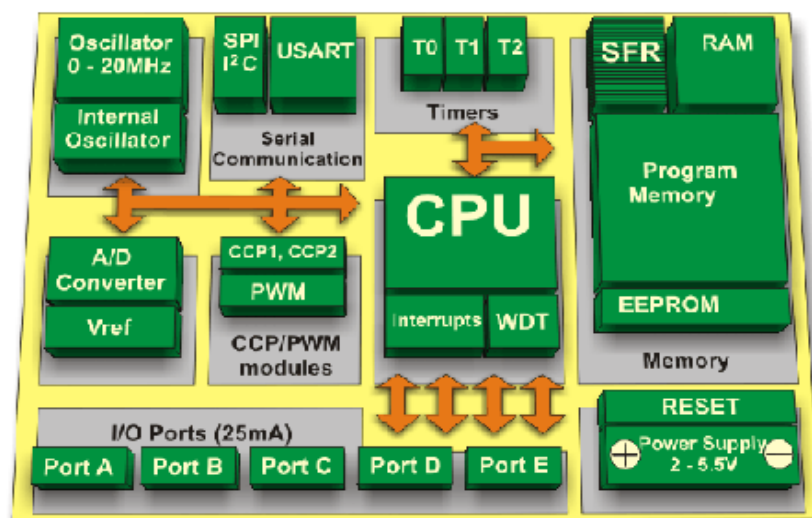 Oscillator
0 - 20MHz
Internal
Oscillator
SPI
I²C
USART
Serial
Communication
T0 T1 T2
Timers
SFR
RAM
Program
Memory
EEPROM
Memory
A/D
Converter
Vref
CCP1, CCP2
PWM
CCP/PWM
modules
CPU
Interrupts
WDT
I/O Ports (25mA)
Port A Port B Port C Port D Port E
RESET
Power Supply
2 - 5.5V
+ −